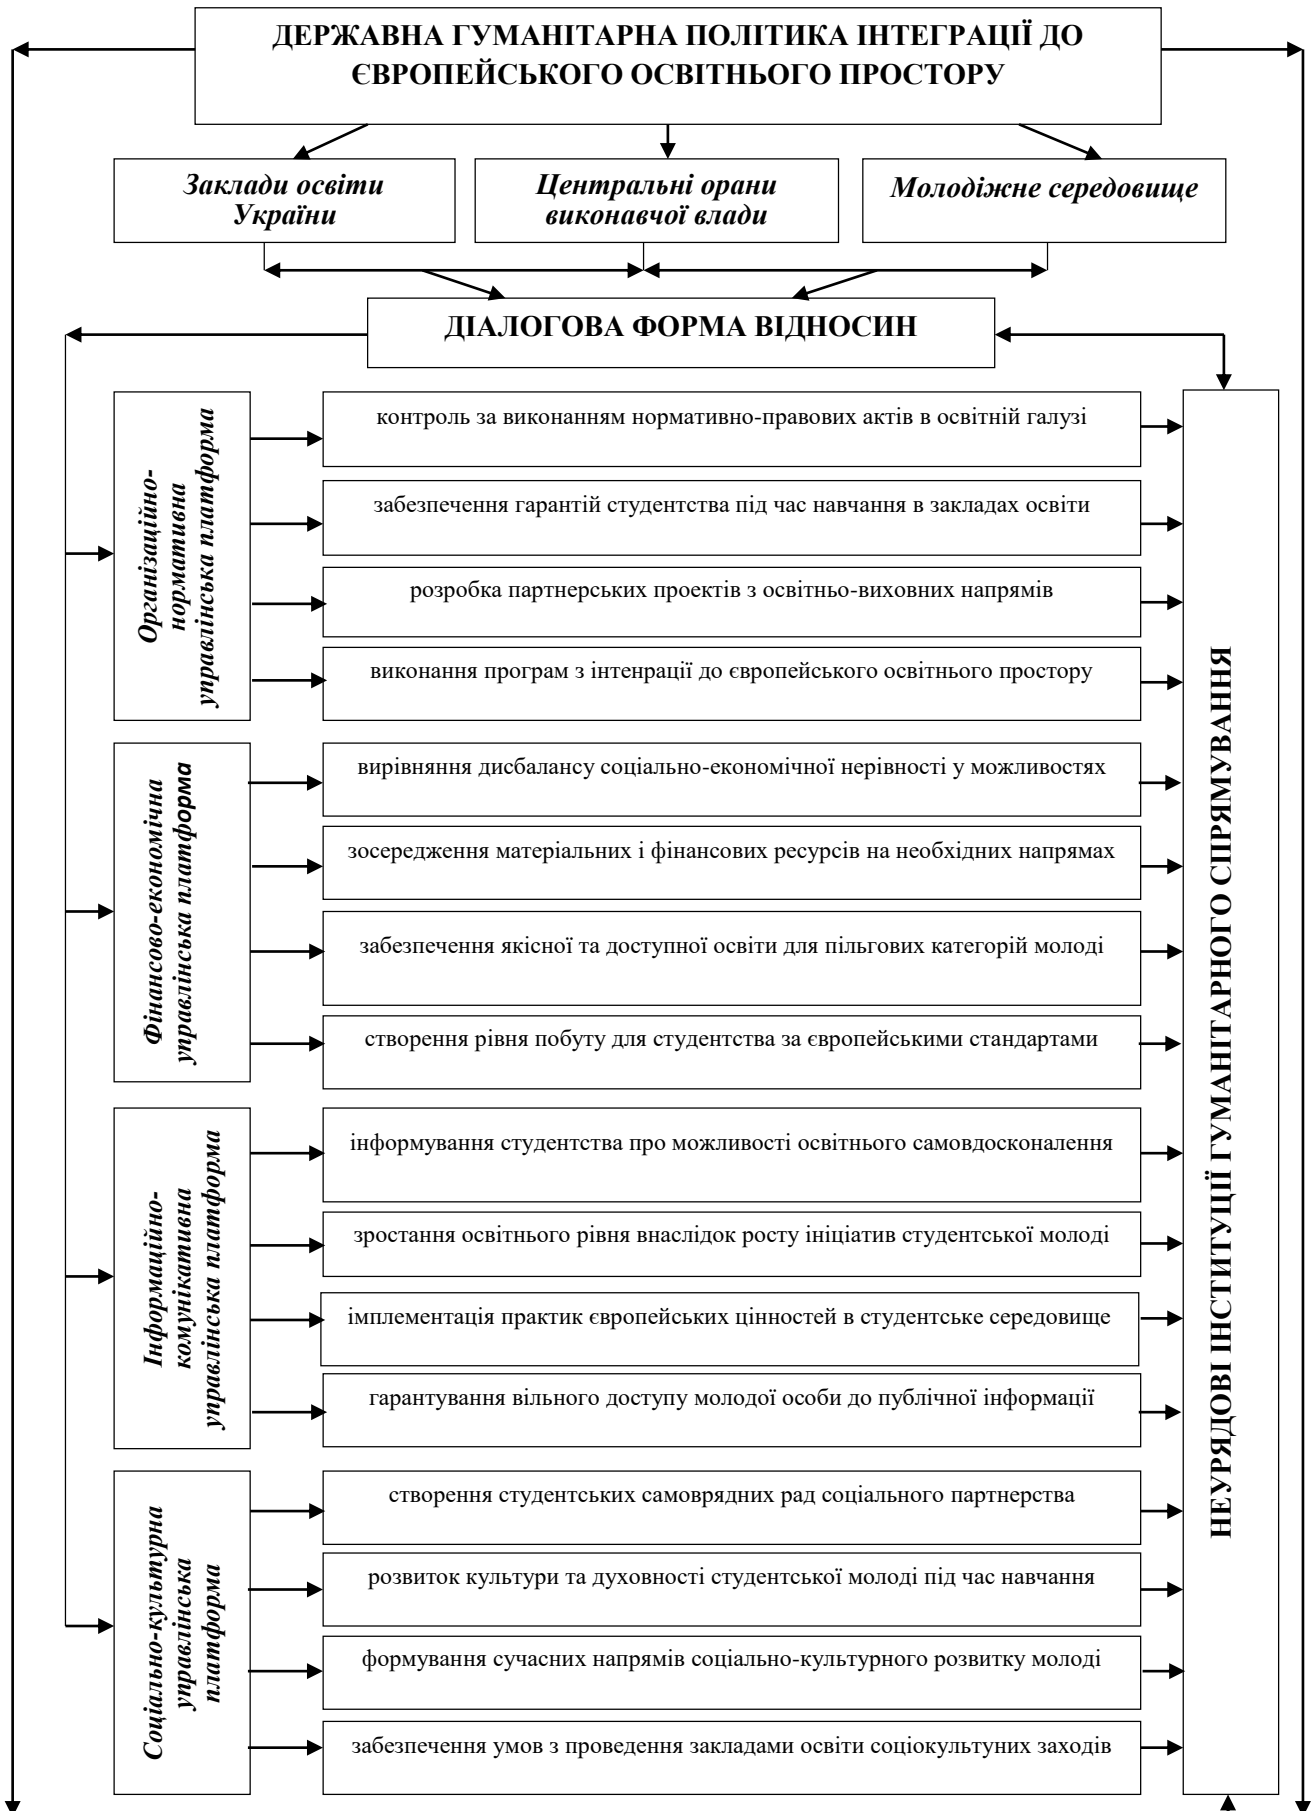 ДЕРЖАВНА ГУМАНІТАРНА ПОЛІТИКА ІНТЕГРАЦІЇ ДО
ЄВРОПЕЙСЬКОГО ОСВІТНЬОГО ПРОСТОРУ
Заклади освіти
України
Центральні орани
виконавчої влади
Молодіжне середовище
ДІАЛОГОВА ФОРМА ВІДНОСИН
Організаційно-
нормативна
управлінська платформа
контроль за виконанням нормативно-правових актів в освітній галузі
забезпечення гарантій студентства під час навчання в закладах освіти
розробка партнерських проектів з освітньо-виховних напрямів
виконання програм з інтенрації до європейського освітнього простору
Фінансово-економічна
управлінська платформа
вирівняння дисбалансу соціально-економічної нерівності у можливостях
зосередження матеріальних і фінансових ресурсів на необхідних напрямах
забезпечення якісної та доступної освіти для пільгових категорій молоді
створення рівня побуту для студентства за європейськими стандартами
Інформаційно-
комунікативна
управлінська платформа
інформування студентства про можливості освітнього самовдосконалення
зростання освітнього рівня внаслідок росту ініціатив студентської молоді
імплементація практик європейських цінностей в студентське середовище
гарантування вільного доступу молодої особи до публічної інформації
Соціально-культурна
управлінська
платформа
створення студентських самоврядних рад соціального партнерства
розвиток культури та духовності студентської молоді під час навчання
формування сучасних напрямів соціально-культурного розвитку молоді
забезпечення умов з проведення закладами освіти соціокультуних заходів
НЕУРЯДОВІ ІНСТИТУЦІЇ ГУМАНІТАРНОГО СПРЯМУВАННЯ